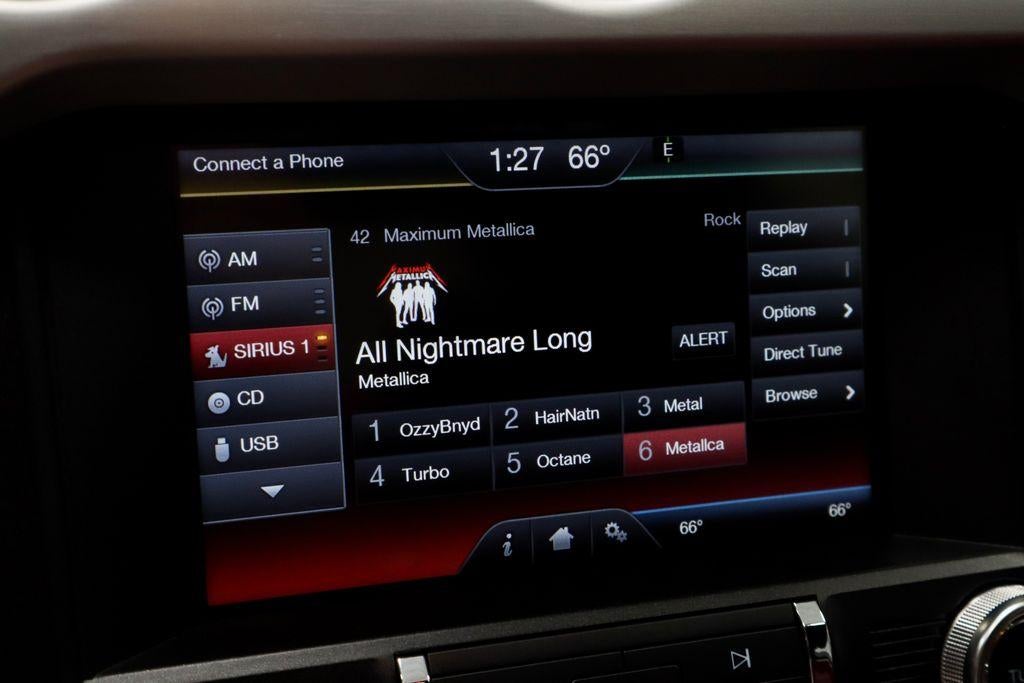 Connect a Phone
1:27 66°
E
AM
FM
SIRIUS 1
CD
USB
42 Maximum Metallica
Rock
MAXIMUM
METALLICA
All Nightmare Long
Metallica
ALERT
1 OzzyBnyd
2 HairNatn
3 Metal
4 Turbo
5 Octane
6 Metallca
Replay
Scan
Options
Direct Tune
Browse
i
66°
66°